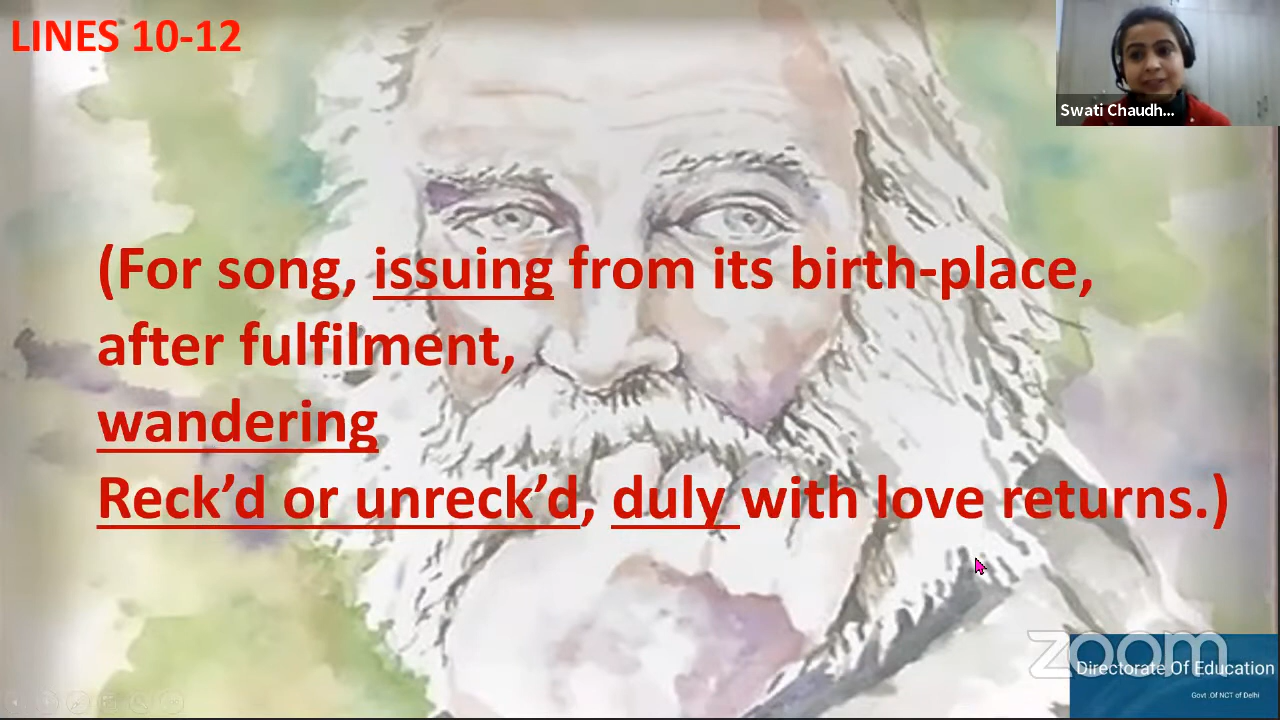 LINES 10-12
Swati Chaudh...
(For song, issuing from its birth-place,
after fulfilment,
wandering
Reck’d or unreck’d, duly with love returns.)
zoom
Directorate Of Education
Govt .Of NCT of Delhi